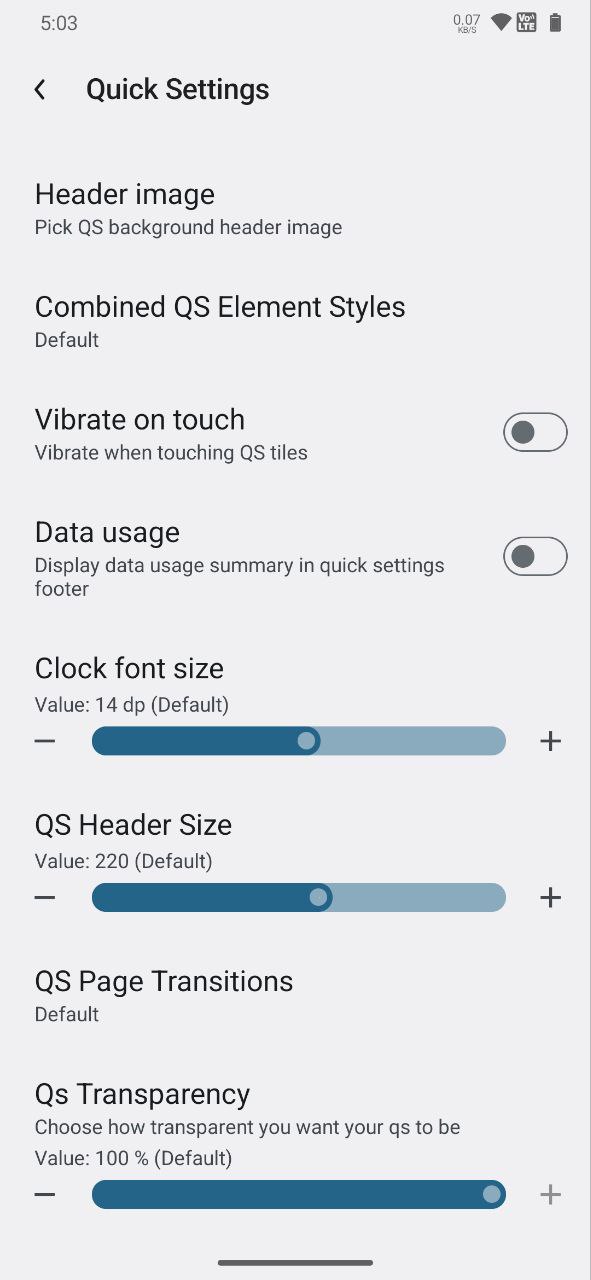 5:03
0.07
KB/S
Vo))
LTE
Quick Settings
Header image
Pick QS background header image
Combined QS Element Styles
Default
Vibrate on touch
Vibrate when touching QS tiles
Data usage
Display data usage summary in quick settings
footer
Clock font size
Value: 14 dp (Default)
QS Header Size
Value: 220 (Default)
QS Page Transitions
Default
Qs Transparency
Choose how transparent you want your qs to be
Value: 100 % (Default)